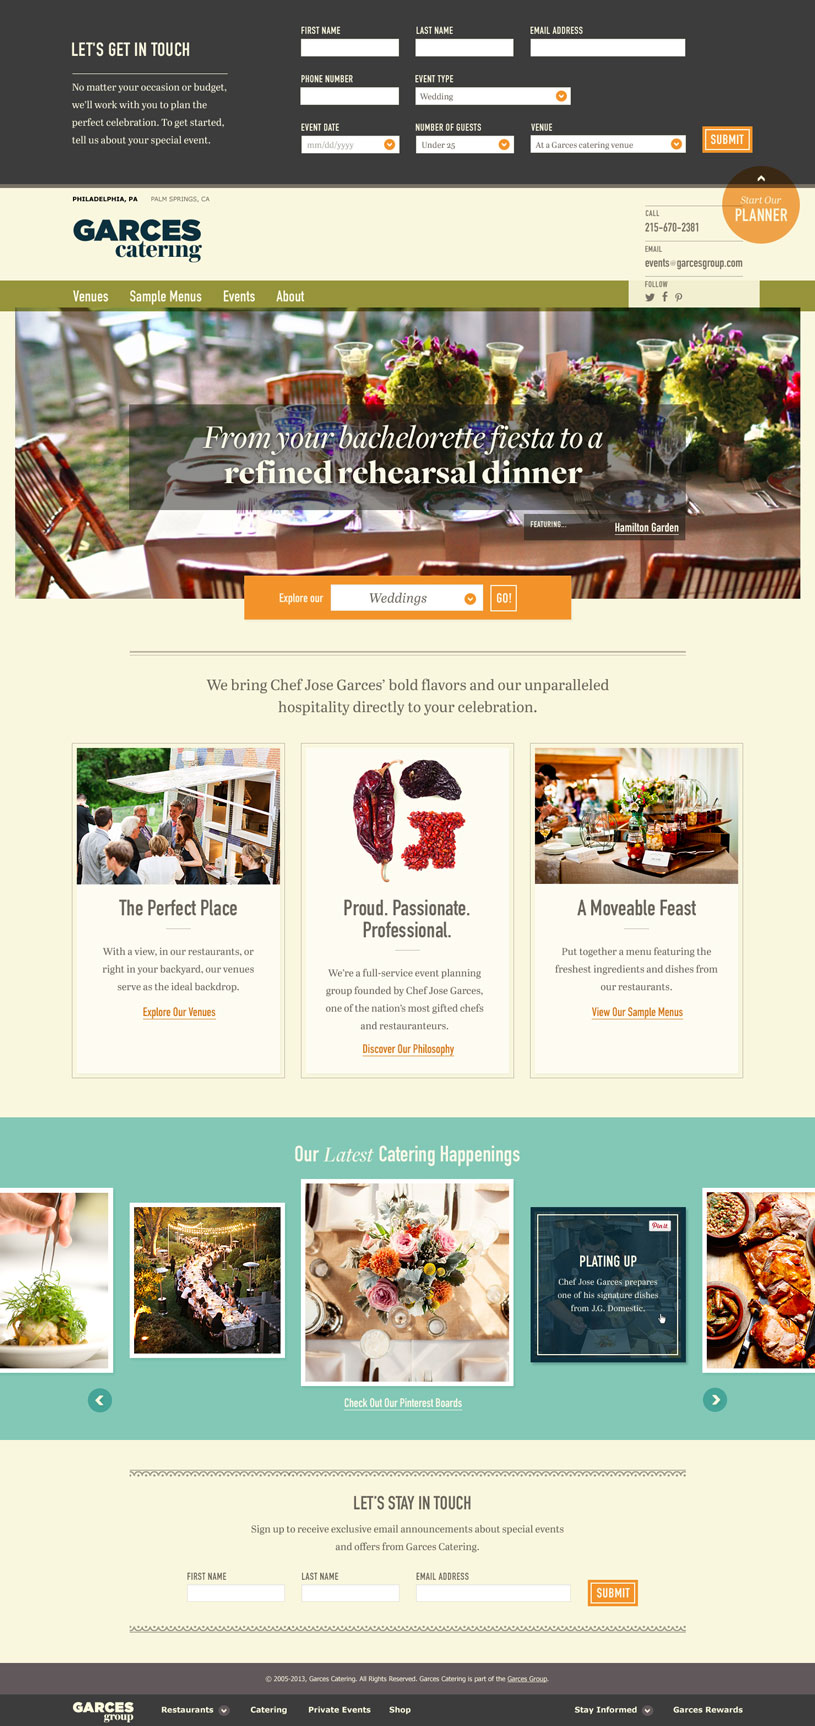 LET'S GET IN TOUCH
No matter your occasion or budget,
we'll work with you to plan the
perfect celebration. To get started,
tell us about your special event.
FIRST NAME
LAST NAME
EMAIL ADDRESS
PHONE NUMBER
EVENT TYPE
Wedding
EVENT DATE
NUMBER OF GUESTS
VENUE
mm/dd/yyyy
Under 25
At a Garces catering venue
SUBMIT
Start Our
PLANNER
PHILADELPHIA, PA
PALM SPRINGS, CA
GARCES
catering
CALL
215-670-2381
EMAIL
events@garcesgroup.com
FOLLOW
Venues
Sample Menus
Events
About
From your bachelorette fiesta to a
refined rehearsal dinner
FEATURING...
Hamilton Garden
Explore our
Weddings
GO!
We bring Chef Jose Garces' bold flavors and our unparalleled
hospitality directly to your celebration.
The Perfect Place
With a view, in our restaurants, or
right in your backyard, our venues
serve as the ideal backdrop.
Explore Our Venues
Proud. Passionate.
Professional.
We're a full-service event planning
group founded by Chef Jose Garces,
one of the nation's most gifted chefs
and restauranteurs.
Discover Our Philosophy
A Moveable Feast
Put together a menu featuring the
freshest ingredients and dishes from
our restaurants.
View Our Sample Menus
Our Latest Catering Happenings
Pin it
PLATING UP
Chef Jose Garces prepares
one of his signature dishes
from J.G. Domestic.
Check Out Our Pinterest Boards
LET'S STAY IN TOUCH
Sign up to receive exclusive email announcements about special events
and offers from Garces Catering.
FIRST NAME
LAST NAME
EMAIL ADDRESS
SUBMIT
© 2005-2013, Garces Catering. All Rights Reserved. Garces Catering is part of the Garces Group.
GARCES
group
Restaurants
Catering
Private Events
Shop
Stay Informed
Garces Rewards